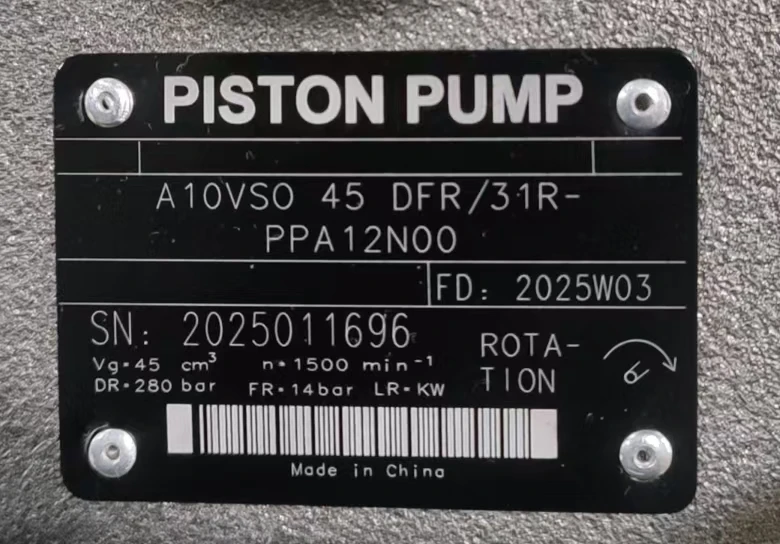 PISTON PUMP
A10VSO 45 DFR/31R-
PPA12N00
FD: 2025W03
SN: 2025011696
Vg=45 cm³ n=1500 min⁻¹
DR=280 bar FR=14bar LR=KW
ROTA-
TION
Made in China